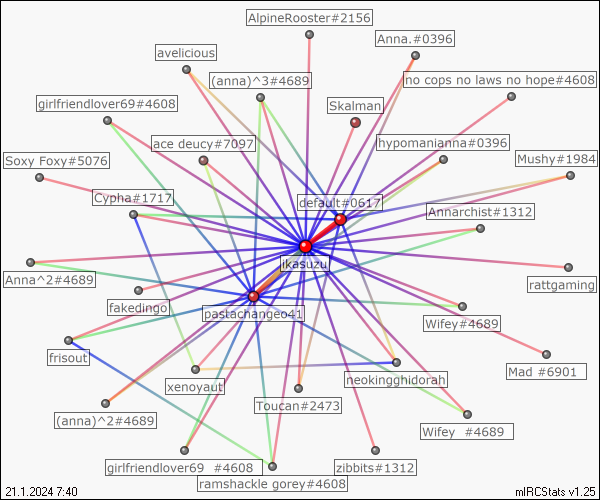 AlpineRooster#2156
Anna.#0396
avelicious
(anna)^3#4689
no cops no laws no hope#4608
girlfriendlover69#4608
Skalman
ace deucy#7097
hypomanianna#0396
Soxy Foxy#5076
Mushy#1984
Cypha#1717
default#0617
Annarchist#1312
ikasuzu
Anna^2#4689
rattgaming
fakedingo
pastachange041
Wifey#4689
frisout
Mad #6901
xenoyaut
neokingghidorah
Toucan#2473
(anna)^2#4689
Wifey #4689
girlfriendlover69 #4608
zibbits#1312
ramshackle gorey#4608
21.1.2024 7:40
mIRCStats v1.25